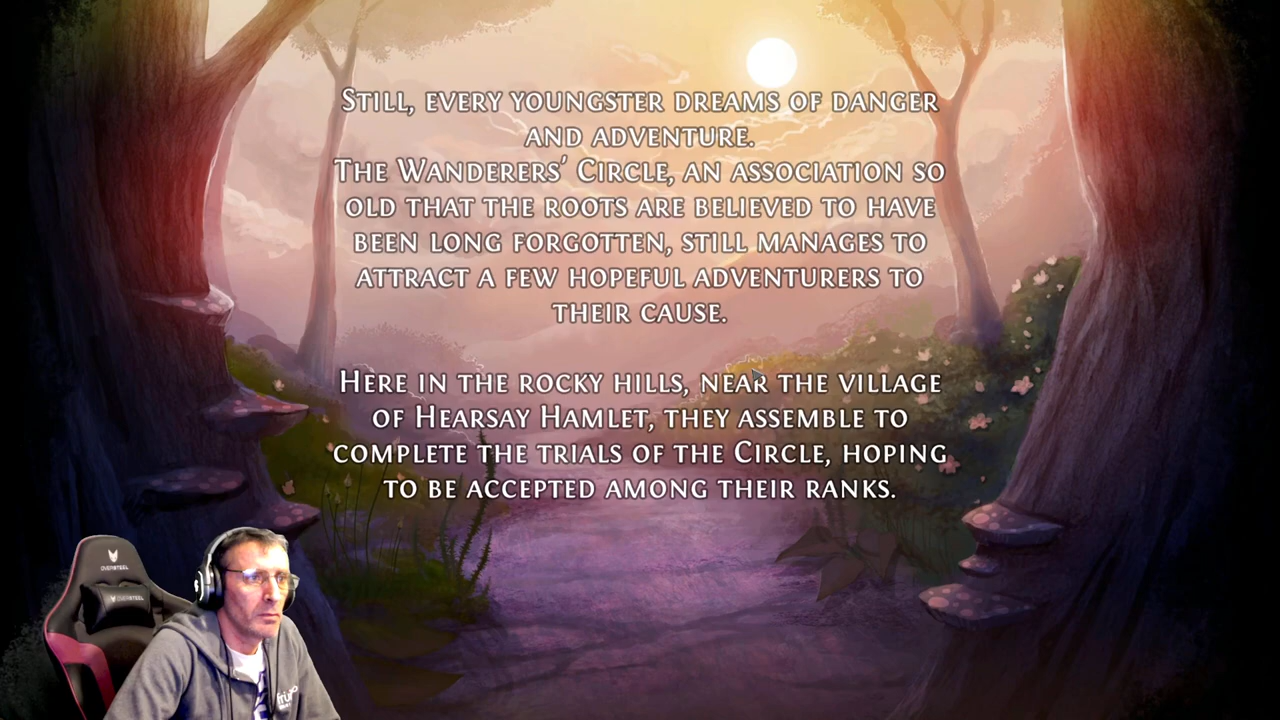 Still, every youngster dreams of danger
and adventure.
The Wanderers' Circle, an association so
old that the roots are believed to have
been long forgotten, still manages to
attract a few hopeful adventurers to
their cause.
Here in the rocky hills, near the village
of Hearsay Hamlet, they assemble to
complete the trials of the Circle, hoping
to be accepted among their ranks.
OVERSTEEL
OVERSTEEL